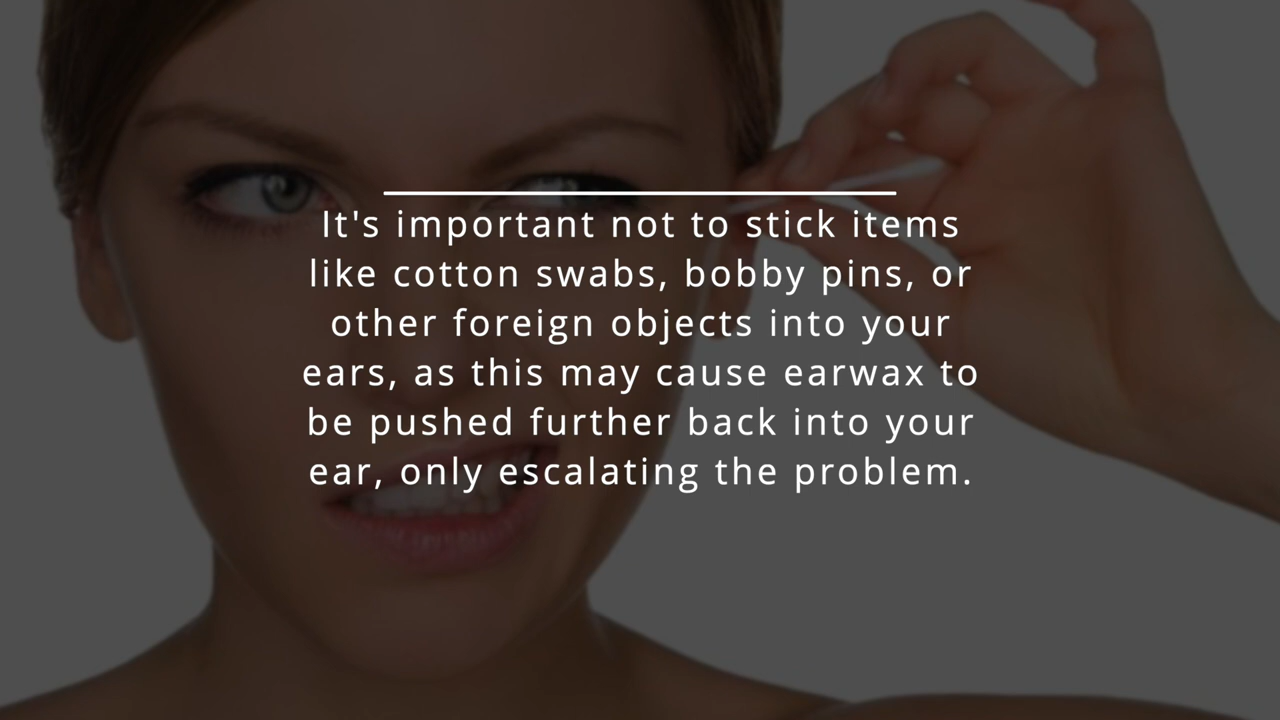 It's important not to stick items
like cotton swabs, bobby pins, or
other foreign objects into your
ears, as this may cause earwax to
be pushed further back into your
ear, only escalating the problem.